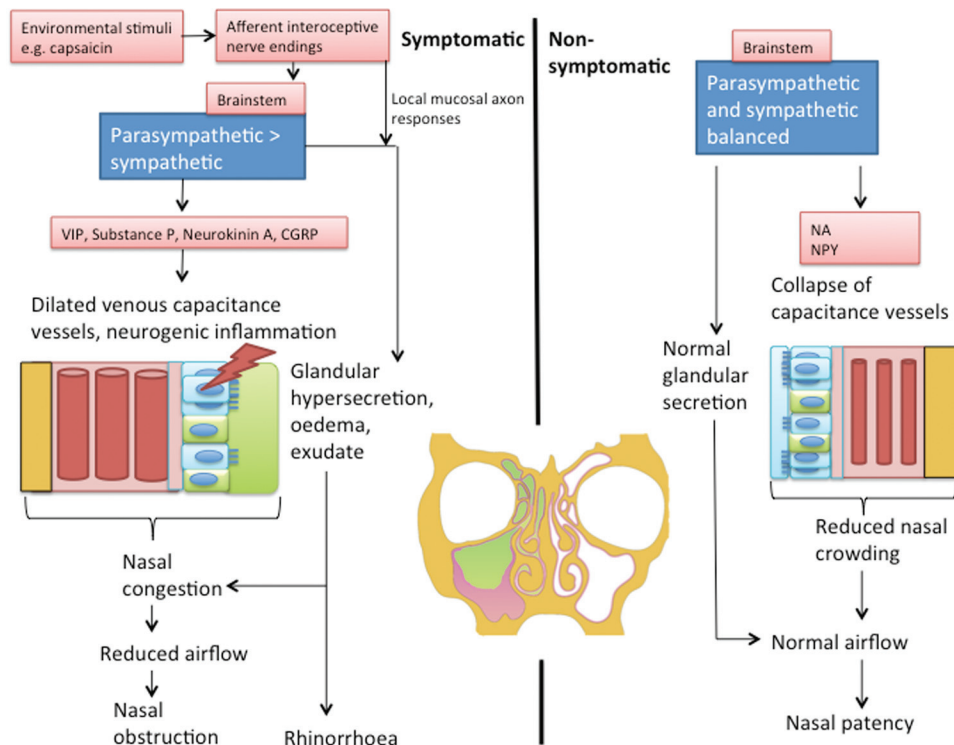 Environmental stimuli
e.g. capsaicin
Afferent interoceptive
nerve endings
Symptomatic
Brainstem
Local mucosal axon
responses
Parasympathetic >
sympathetic
VIP, Substance P, Neurokinin A, CGRP
Dilated venous capacitance
vessels, neurogenic inflammation
Glandular
hypersecretion,
oedema,
exudate
Nasal
congestion
Reduced airflow
Nasal
obstruction
Rhinorrhoea
Non-
symptomatic
Brainstem
Parasympathetic
and sympathetic
balanced
NA
NPY
Collapse of
capacitance vessels
Normal
glandular
secretion
Reduced nasal
crowding
Normal airflow
Nasal patency